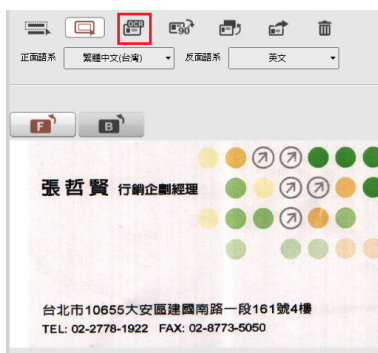 OCR 90°
正面語系 繁體中文(台灣) 反面語系 英文
F B
張哲賢 行銷企劃經理
台北市10655大安區建國南路一段161號4樓
TEL: 02-2778-1922 FAX: 02-8773-5050